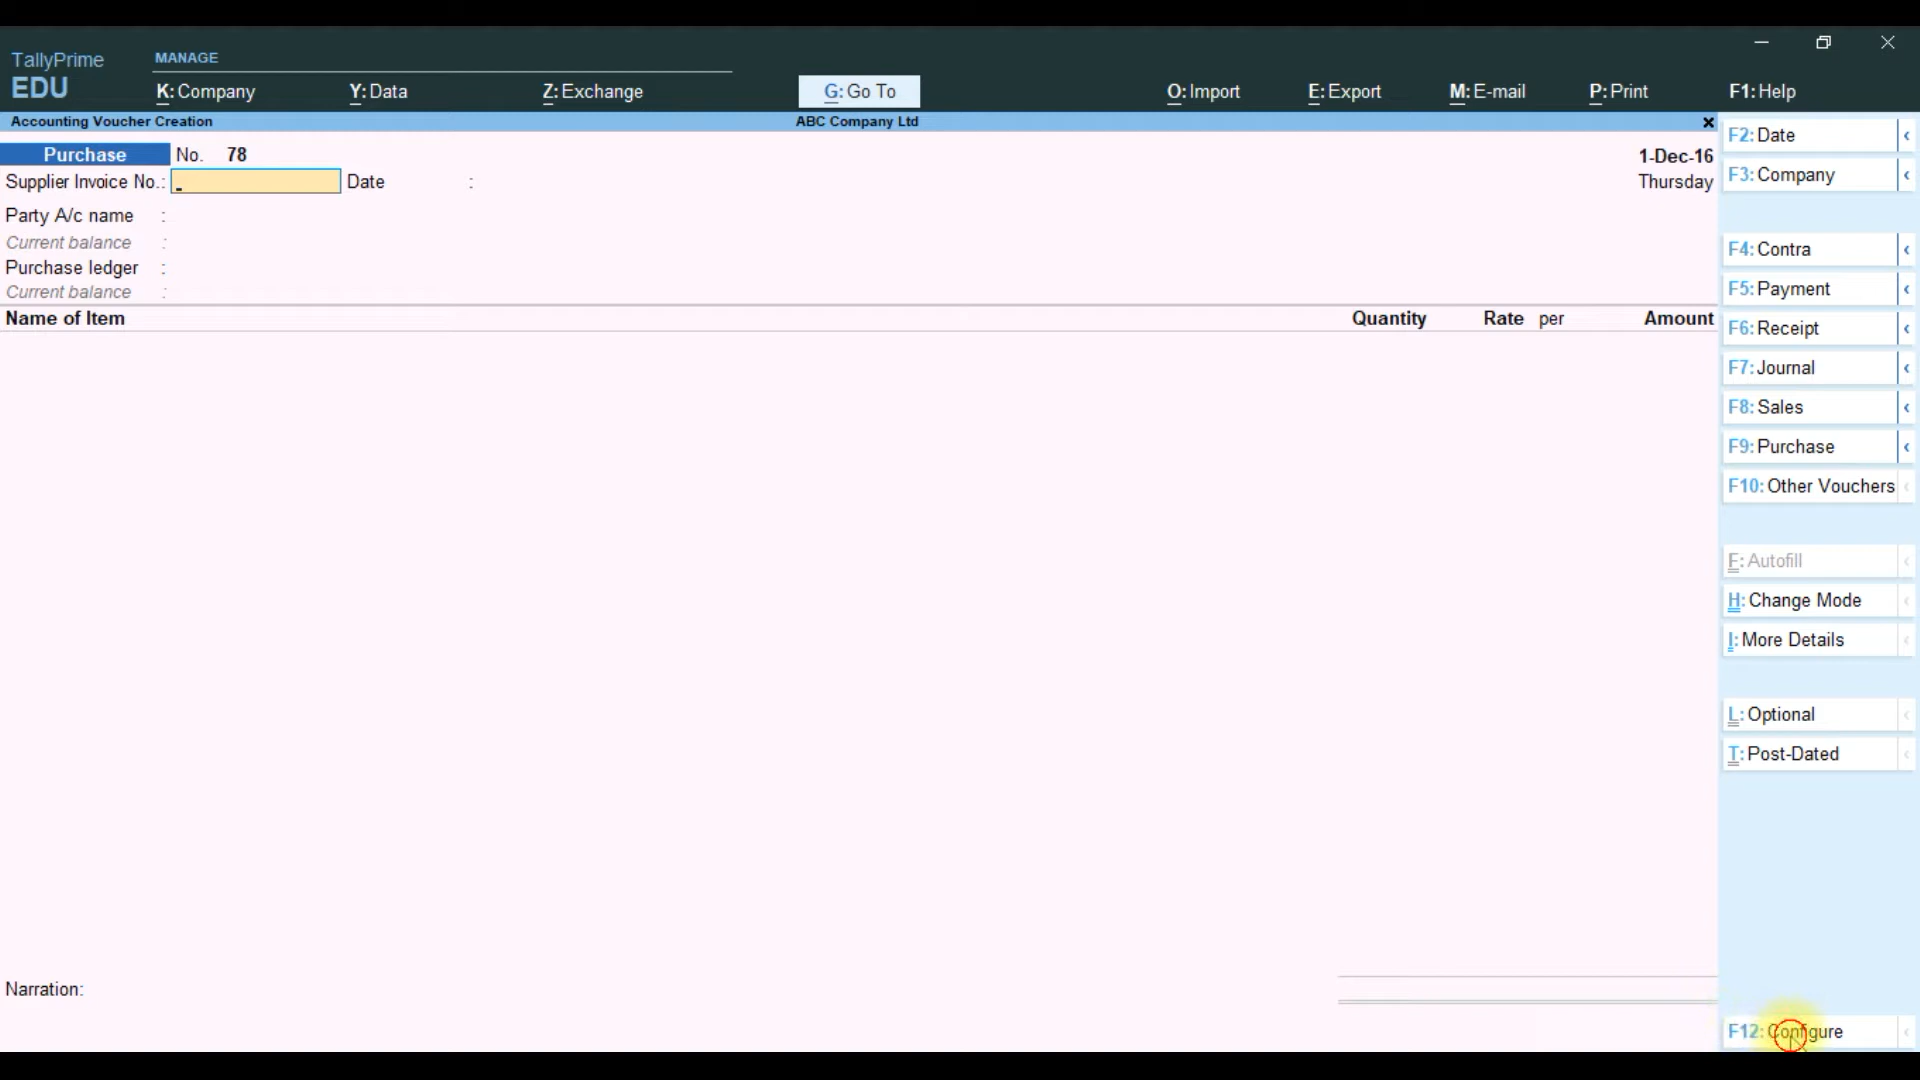 TallyPrime
EDU
MANAGE
K: Company
Y: Data
Z: Exchange
G: Go To
O: Import
E: Export
M: E-mail
P: Print
F1: Help
Accounting Voucher Creation
ABC Company Ltd
Purchase No. 78
1-Dec-16
Supplier Invoice No.:
Date :
Thursday
Party A/c name :
Current balance :
Purchase ledger :
Current balance :
Name of Item Quantity Rate per Amount
Narration:
F2: Date
F3: Company
F4: Contra
F5: Payment
F6: Receipt
F7: Journal
F8: Sales
F9: Purchase
F10: Other Vouchers
F: Autofill
H: Change Mode
I: More Details
L: Optional
T: Post-Dated
F12: Configure